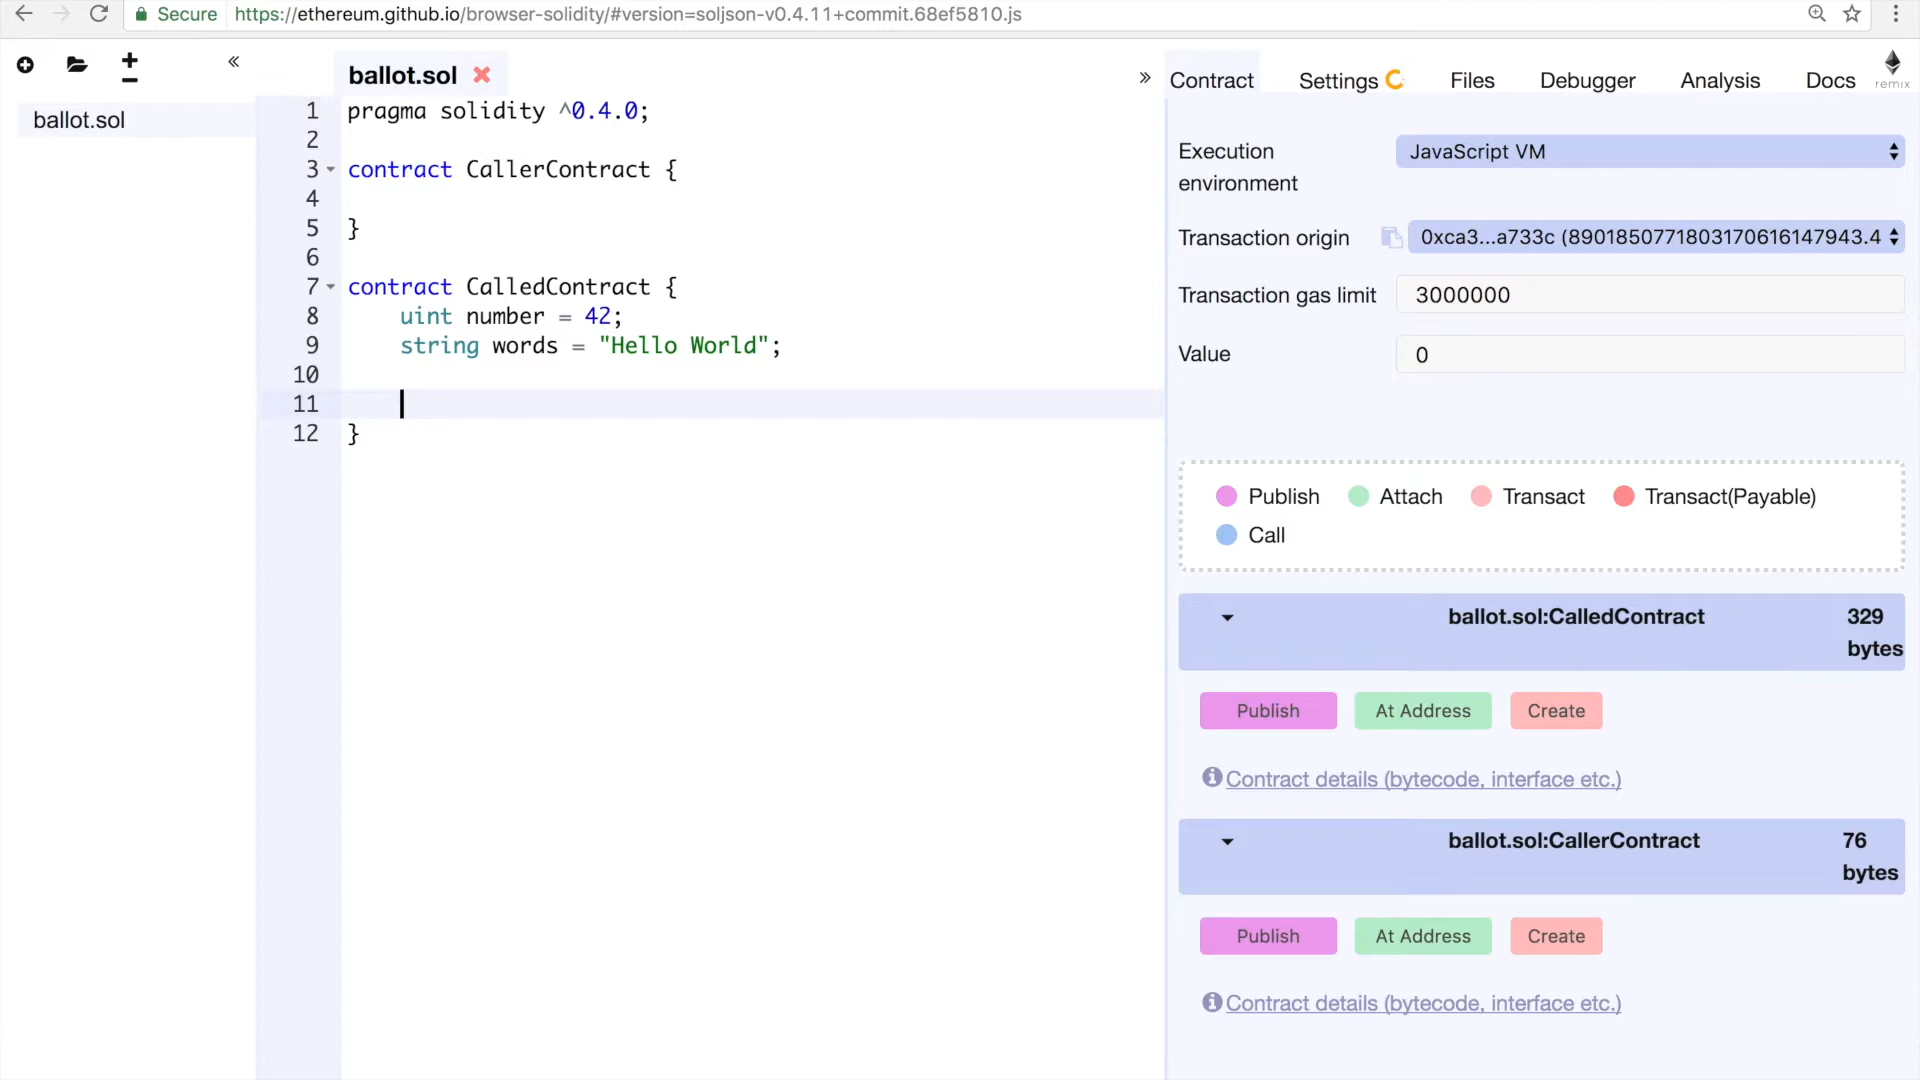 Secure https://ethereum.github.io/browser-solidity/#version=soljson-v0.4.11+commit.68ef5810.js
ballot.sol
ballot.sol
1 pragma solidity ^0.4.0;
2
3 contract CallerContract {
4
5 }
6
7 contract CalledContract {
8 uint number = 42;
9 string words = "Hello World";
10
11
12 }
Contract Settings Files Debugger Analysis Docs remix
Execution environment JavaScript VM
Transaction origin 0xca3...a733c (8901850771803170616147943.4
Transaction gas limit 3000000
Value 0
Publish Attach Transact Transact(Payable)
Call
ballot.sol:CalledContract 329 bytes
Publish At Address Create
Contract details (bytecode, interface etc.)
ballot.sol:CallerContract 76 bytes
Publish At Address Create
Contract details (bytecode, interface etc.)